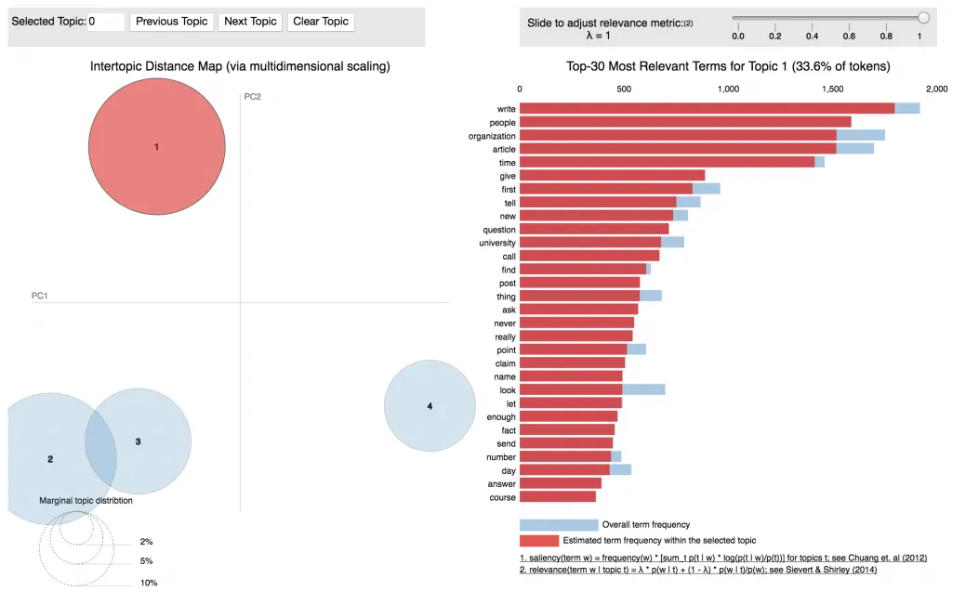 Selected Topic: 0 Previous Topic Next Topic Clear Topic
Slide to adjust relevance metric:(2)
λ = 1
0.0 0.2 0.4 0.6 0.8 1
Intertopic Distance Map (via multidimensional scaling)
PC2
PC1
1
2
3
4
Marginal topic distribtion
2%
5%
10%
Top-30 Most Relevant Terms for Topic 1 (33.6% of tokens)
0 500 1,000 1,500 2,000
write
people
organization
article
time
give
first
tell
new
question
university
call
find
post
thing
ask
never
really
point
claim
name
look
let
enough
fact
send
number
day
answer
course
Overall term frequency
Estimated term frequency within the selected topic
1. saliency(term w) = frequency(w) * [sum_t p(t | w) * log(p(t | w)/p(t))] for topics t; see Chuang et. al (2012)
2. relevance(term w | topic t) = λ * p(w | t) + (1 - λ) * p(w | t)/p(w); see Sievert & Shirley (2014)